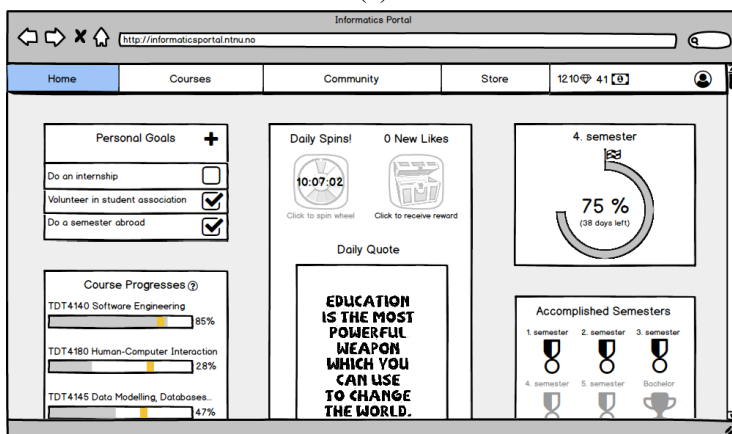 Informatics Portal
http://informaticsportal.ntnu.no
Home Courses Community Store 1210 41
Personal Goals
Do an internship
Volunteer in student association
Do a semester abroad
Course Progresses ?
TDT4140 Software Engineering
85%
TDT4180 Human-Computer Interaction
28%
TDT4145 Data Modelling, Databases...
47%
Daily Spins! 0 New Likes
10:07:02
Click to spin wheel Click to receive reward
Daily Quote
EDUCATION
IS THE MOST
POWERFUL
WEAPON
WHICH YOU
CAN USE
TO CHANGE
THE WORLD.
4. semester
75 %
(38 days left)
Accomplished Semesters
1. semester 2. semester 3. semester
4. semester 5. semester Bachelor